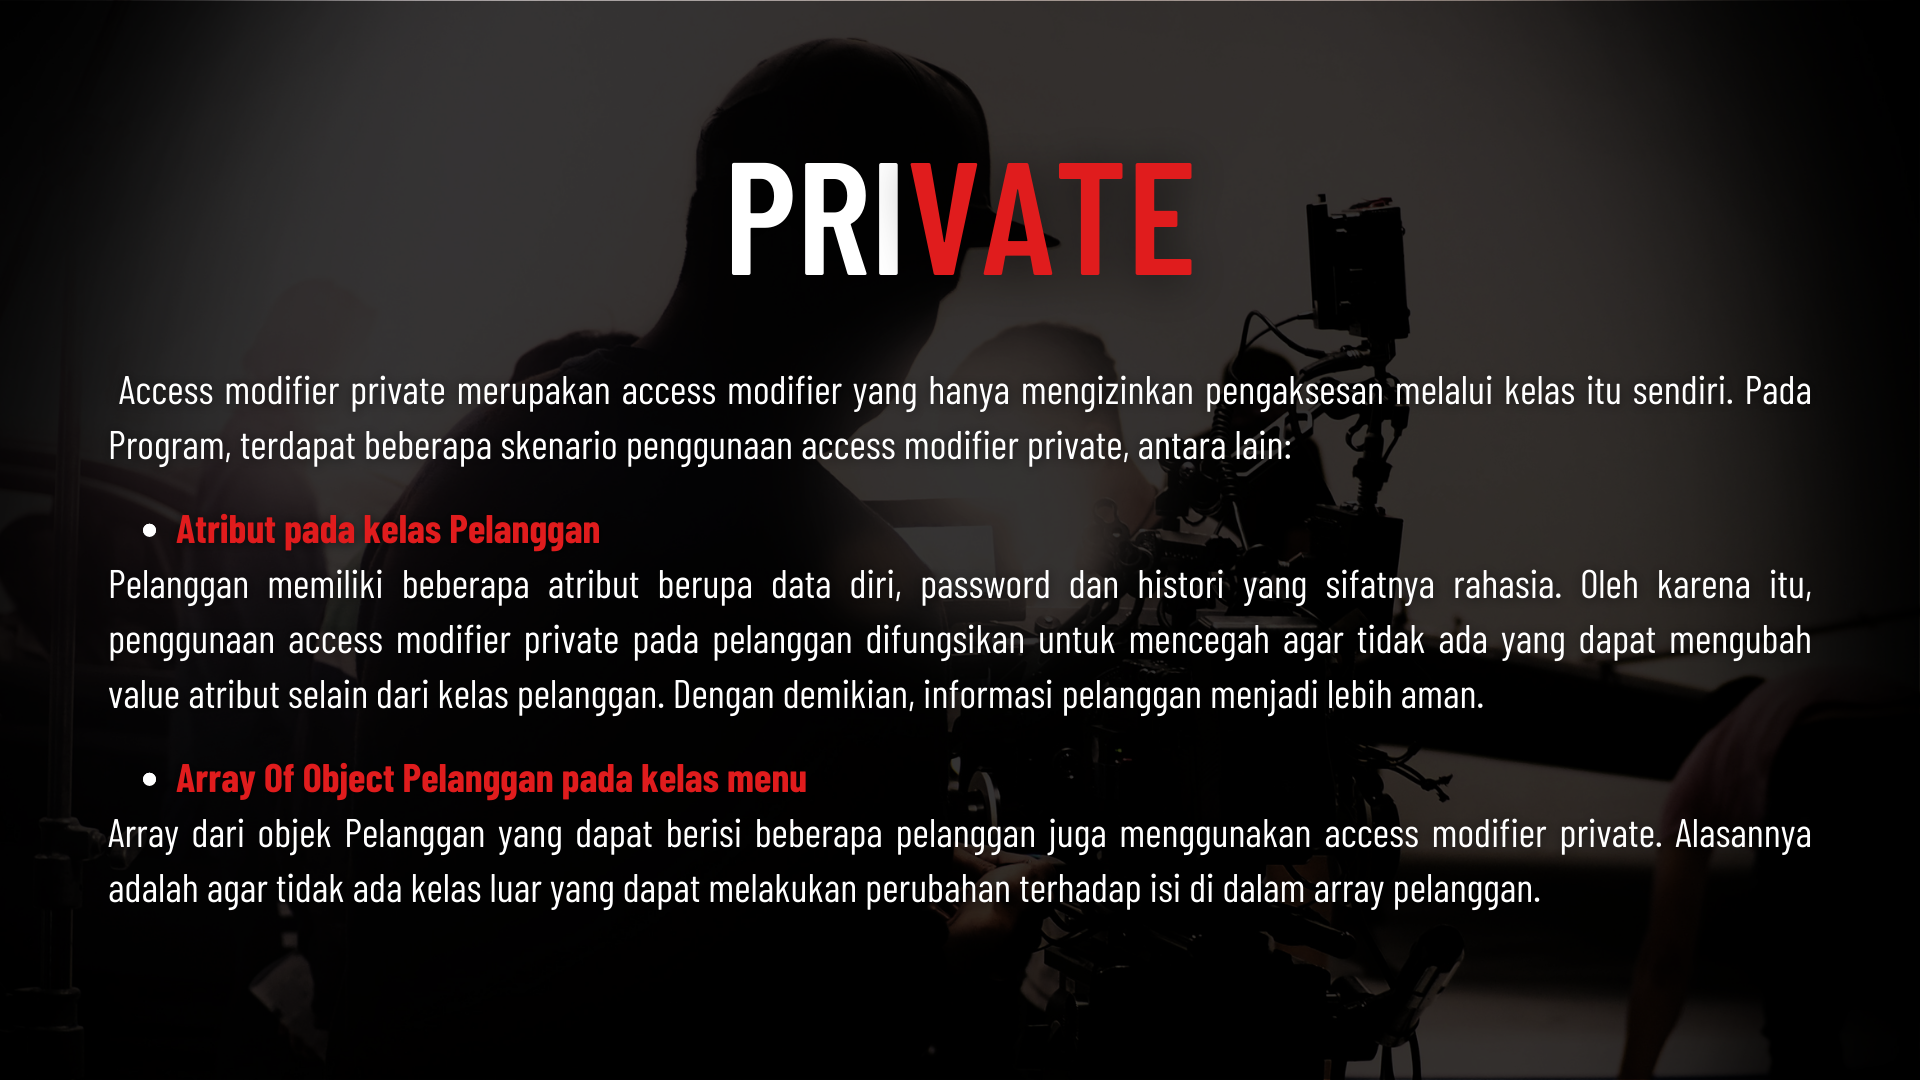 PRIVATE
Access modifier private merupakan access modifier yang hanya mengizinkan pengaksesan melalui kelas itu sendiri. Pada
Program, terdapat beberapa skenario penggunaan access modifier private, antara lain:
• Atribut pada kelas Pelanggan
Pelanggan memiliki beberapa atribut berupa data diri, password dan histori yang sifatnya rahasia. Oleh karena itu,
penggunaan access modifier private pada pelanggan difungsikan untuk mencegah agar tidak ada yang dapat mengubah
value atribut selain dari kelas pelanggan. Dengan demikian, informasi pelanggan menjadi lebih aman.
• Array Of Object Pelanggan pada kelas menu
Array dari objek Pelanggan yang dapat berisi beberapa pelanggan juga menggunakan access modifier private. Alasannya
adalah agar tidak ada kelas luar yang dapat melakukan perubahan terhadap isi di dalam array pelanggan.